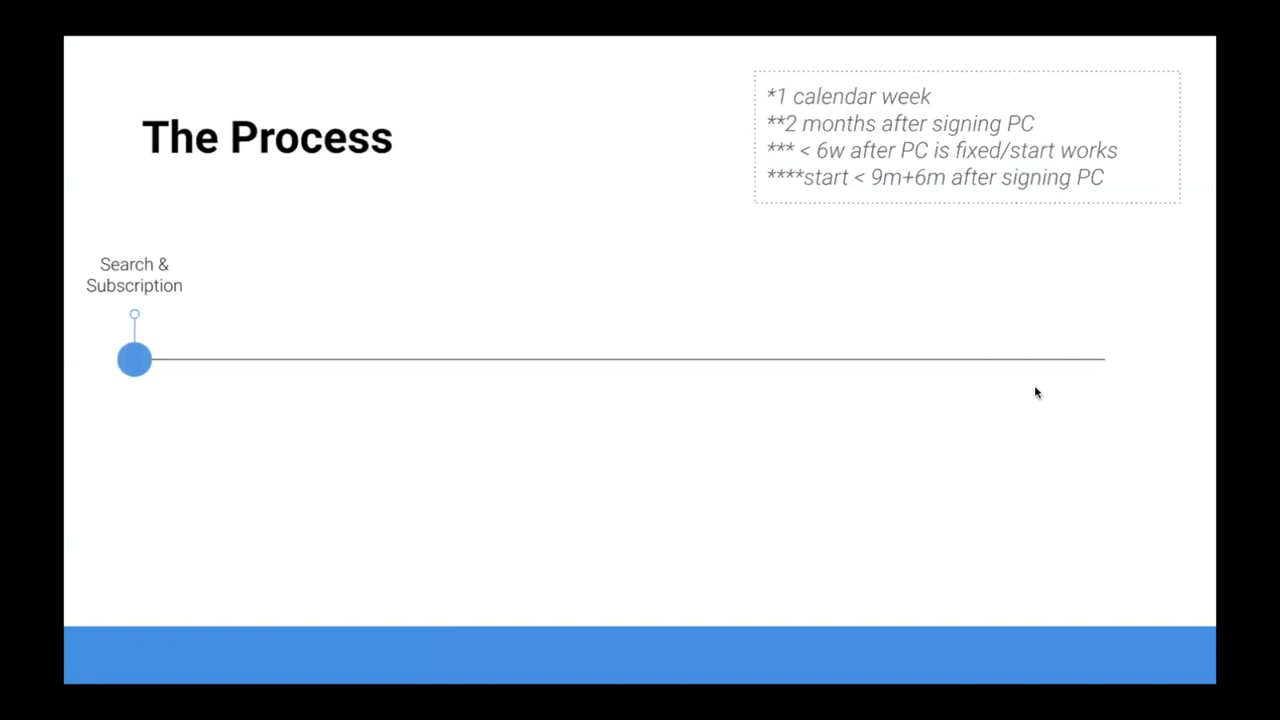 The Process
*1 calendar week
**2 months after signing PC
*** < 6w after PC is fixed/start works
****start < 9m+6m after signing PC
Search &
Subscription